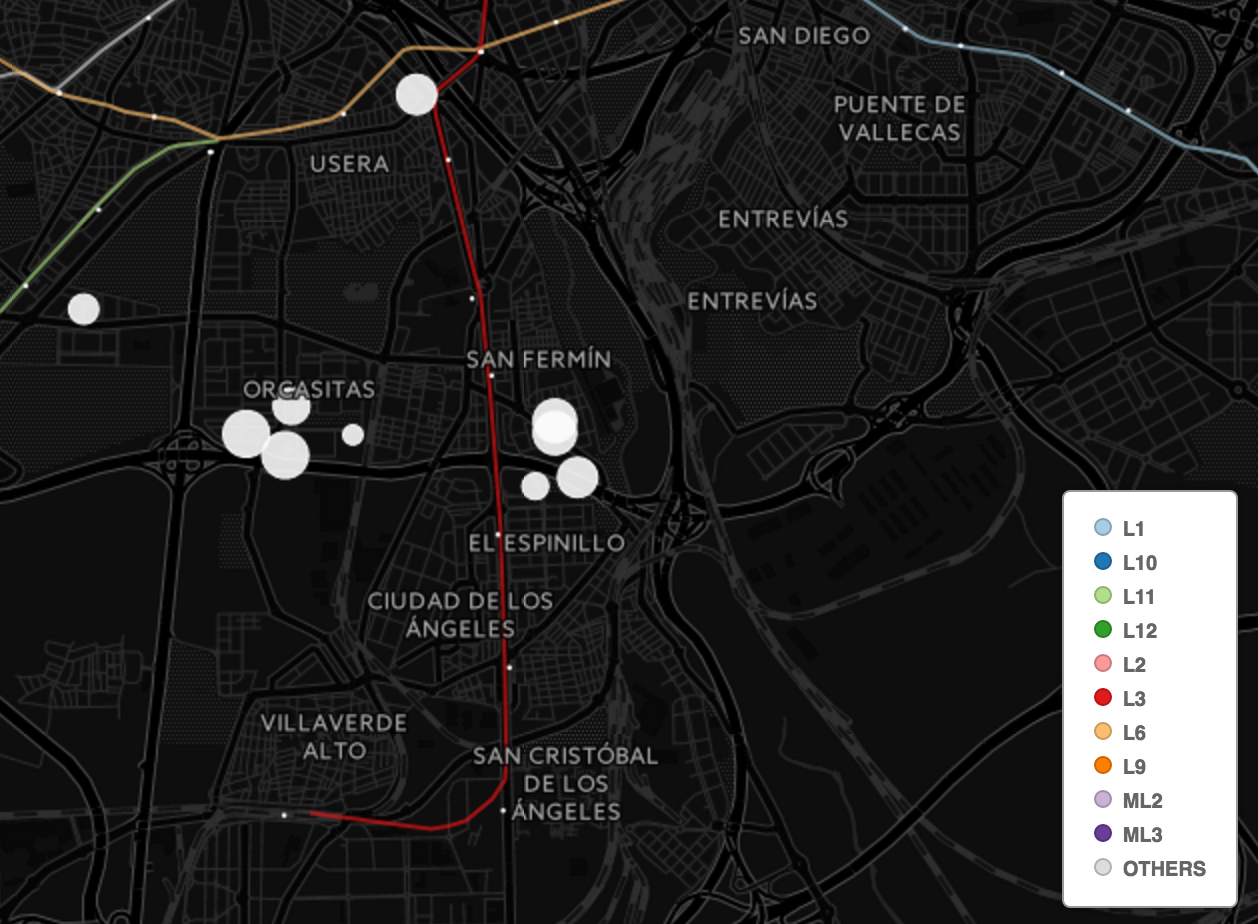 SAN DIEGO
PUENTE DE
VALLECAS
USERA
ENTREVÍAS
ENTREVÍAS
SAN FERMÍN
ORCASITAS
EL ESPINILLO
CIUDAD DE LOS
ÁNGELES
VILLAVERDE
ALTO
SAN CRISTÓBAL
DE LOS
ÁNGELES
L1
L10
L11
L12
L2
L3
L6
L9
ML2
ML3
OTHERS